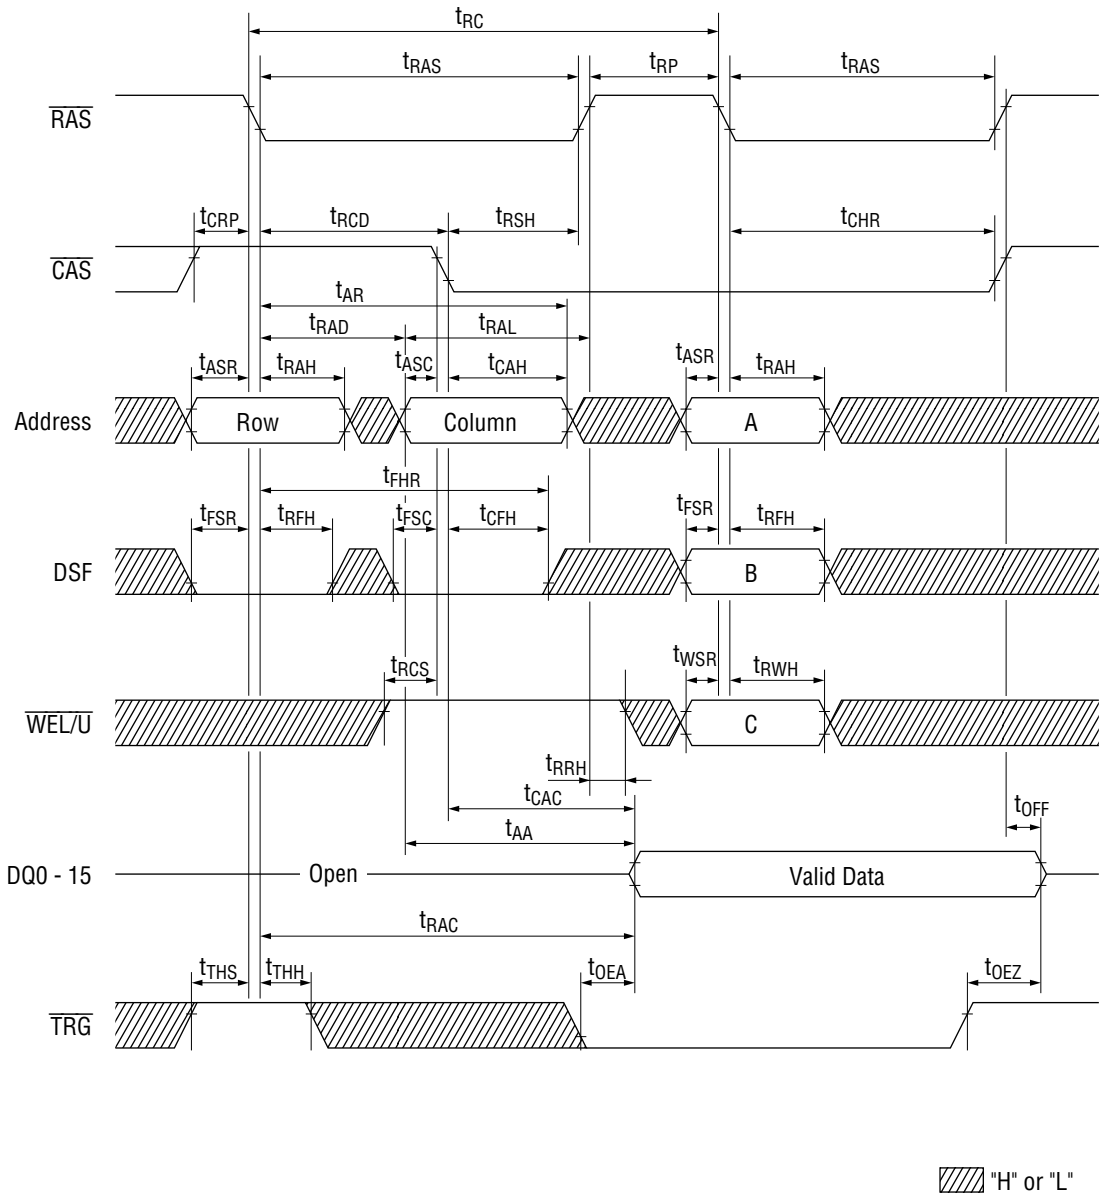 tRC
tRAS tRP tRAS
RAS
tCRP tRCD tRSH tCHR
CAS
tAR
tRAD tRAL
tASR tRAH tASC tCAH tASR tRAH
Address Row Column A
tFHR
tFSR tRFH tFSC tCFH tFSR tRFH
DSF B
tRCS tWSR tRWH
WEL/U C
tRRH
tCAC
tOFF
tAA
DQ0 - 15 Open Valid Data
tRAC
tTHS tTHH tOEA tOEZ
TRG
"H" or "L"